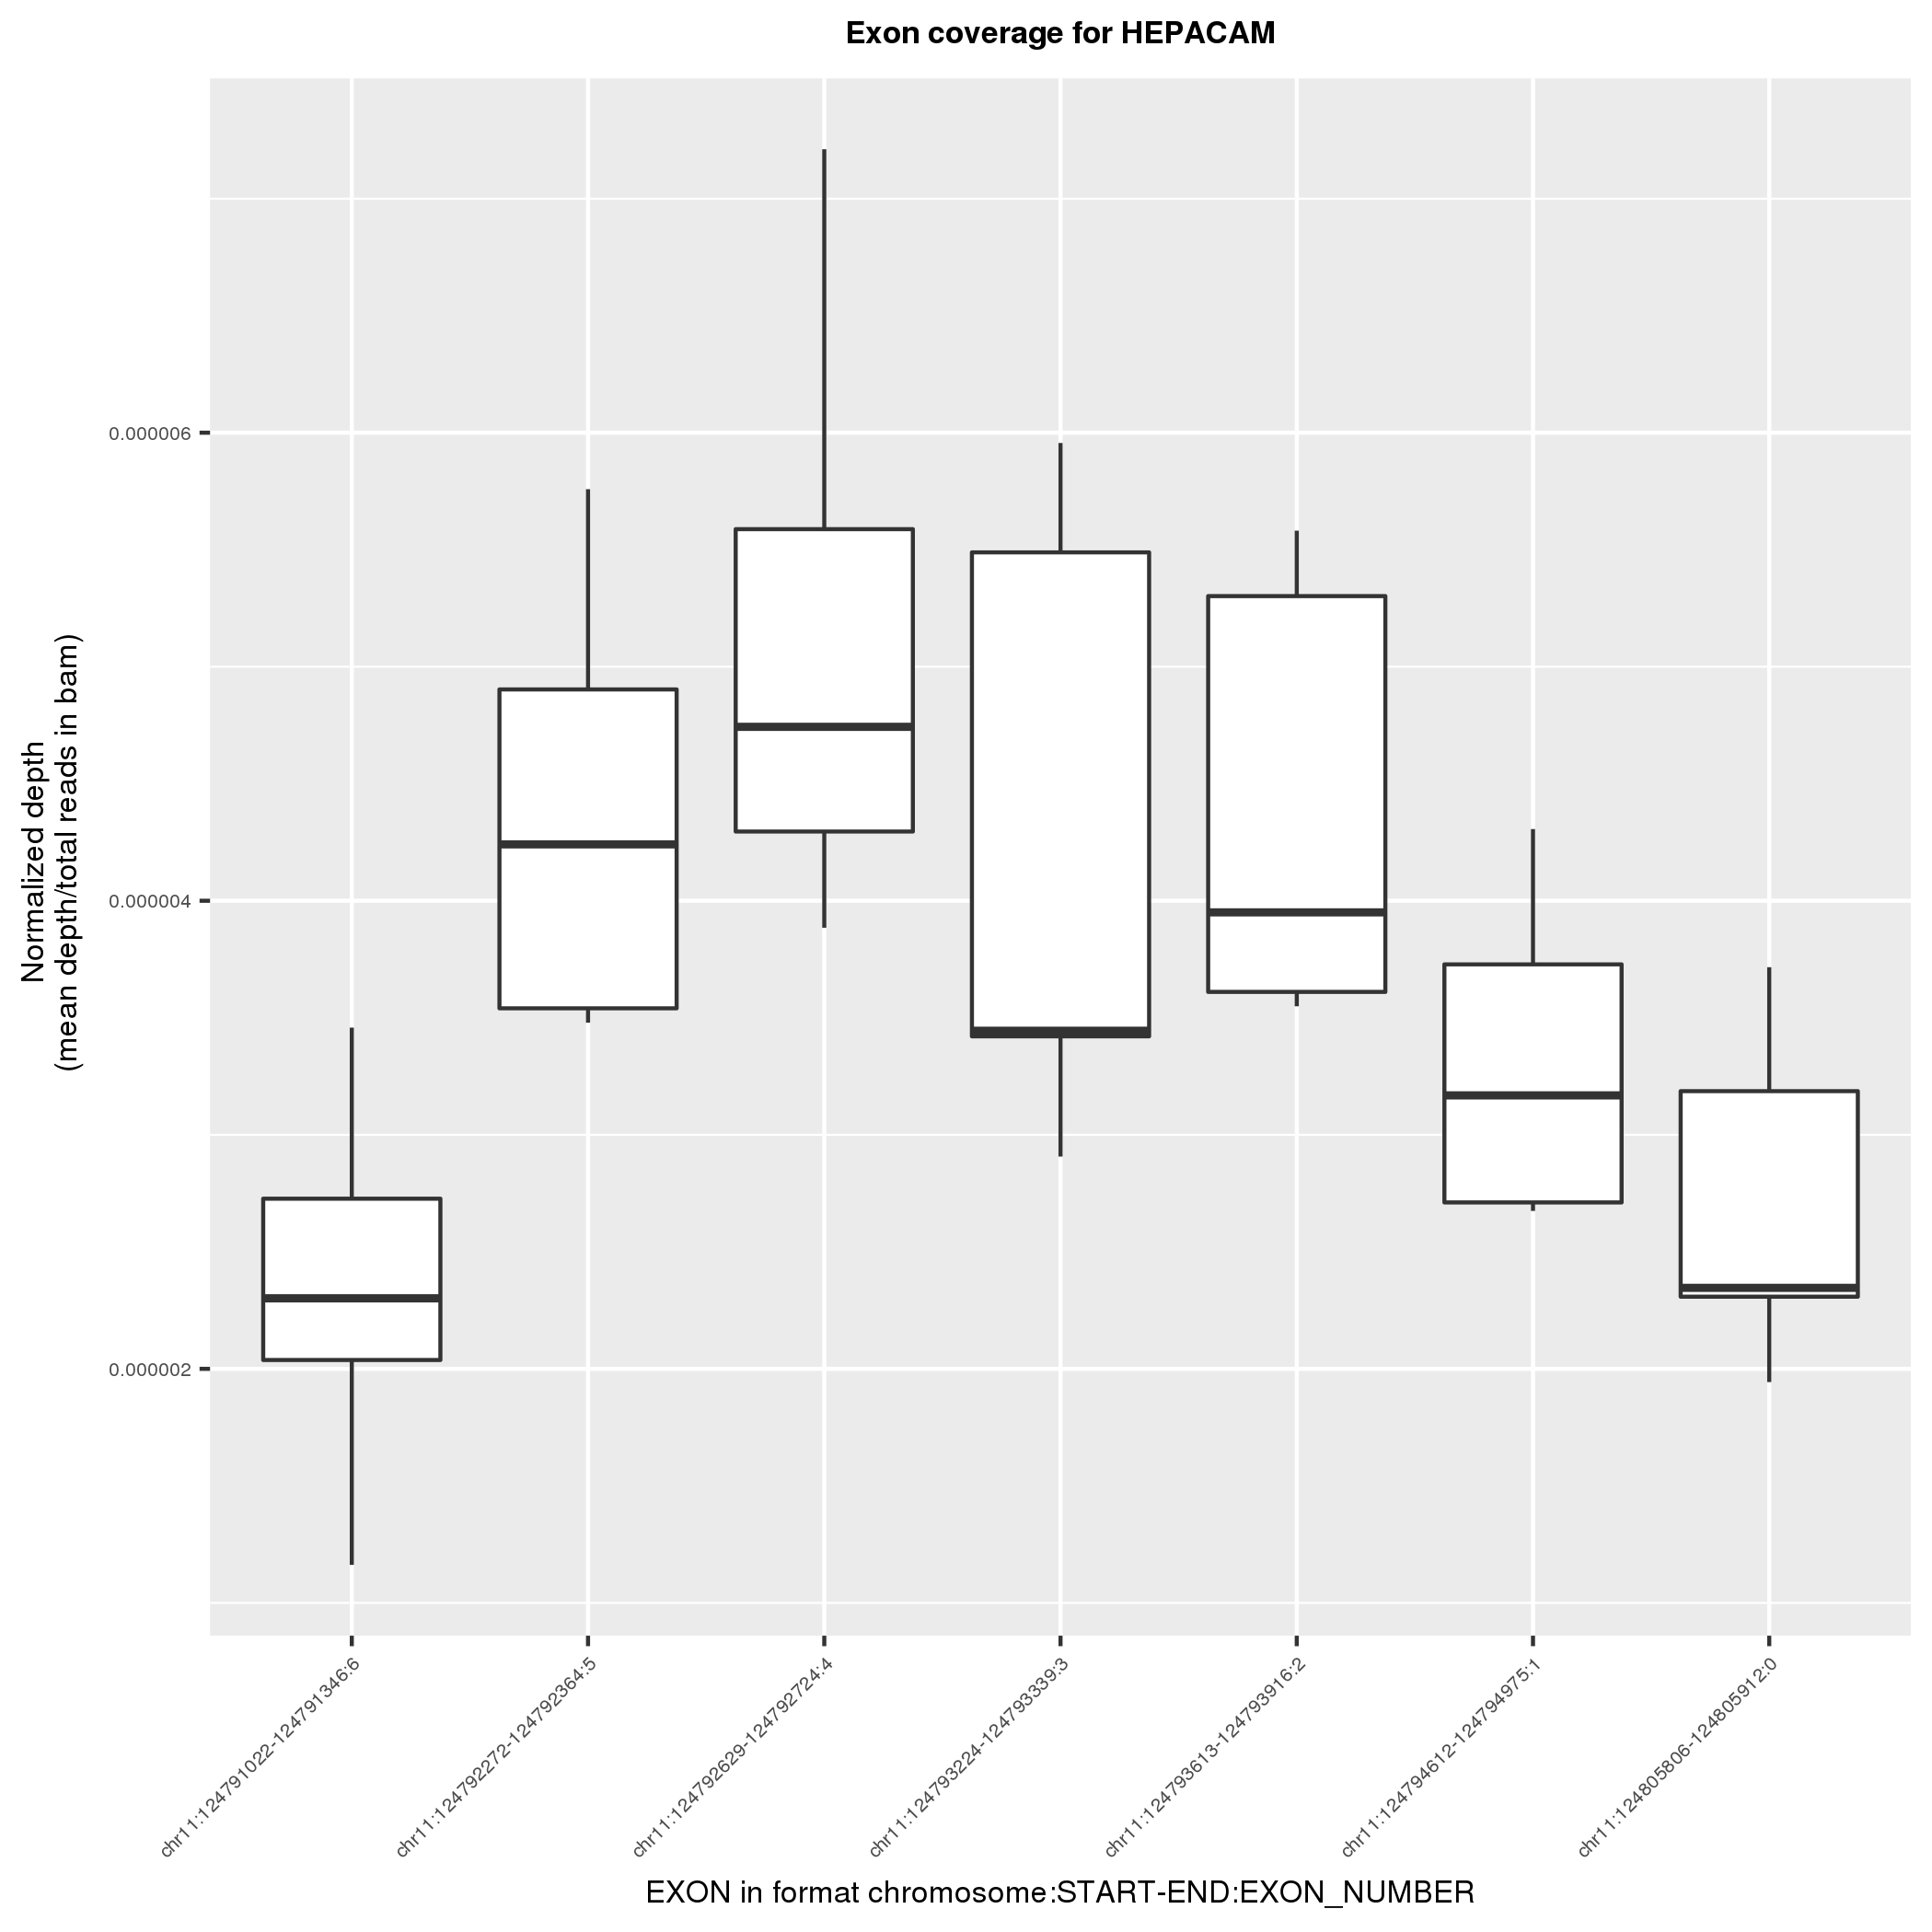 Exon coverage for HEPACAM
Normalized depth
(mean depth/total reads in bam)
0.000006
0.000004
0.000002
chr11:124791022-124791346:6
chr11:124792272-124792364:5
chr11:124792629-124792724:4
chr11:124793224-124793339:3
chr11:124793613-124793916:2
chr11:124794612-124794975:1
chr11:124805806-124805912:0
EXON in format chromosome:START-END:EXON_NUMBER